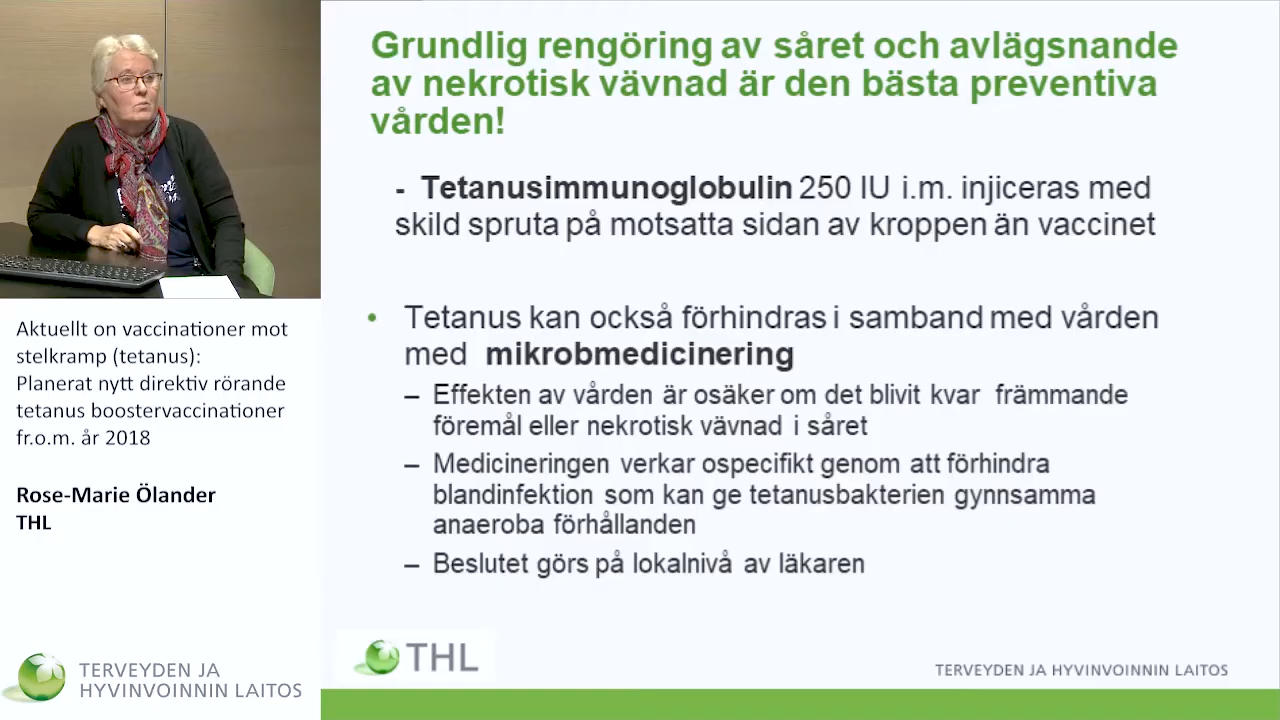 Grundlig rengöring av såret och avlägsnande
av nekrotisk vävnad är den bästa preventiva
vården!
- Tetanusimmunoglobulin 250 IU i.m. injiceras med
skild spruta på motsatta sidan av kroppen än vaccinet
• Tetanus kan också förhindras i samband med vården
med mikrobmedicinering
– Effekten av vården är osäker om det blivit kvar främmande
föremål eller nekrotisk vävnad i såret
– Medicineringen verkar ospecifikt genom att förhindra
blandinfektion som kan ge tetanusbakterien gynnsamma
anaeroba förhållanden
– Beslutet görs på lokalnivå av läkaren
THL
TERVEYDEN JA HYVINVOINNIN LAITOS
Aktuellt on vaccinationer mot
stelkramp (tetanus):
Planerat nytt direktiv rörande
tetanus boostervaccinationer
fr.o.m. år 2018
Rose-Marie Ölander
THL
TERVEYDEN JA
HYVINVOINNIN LAITOS